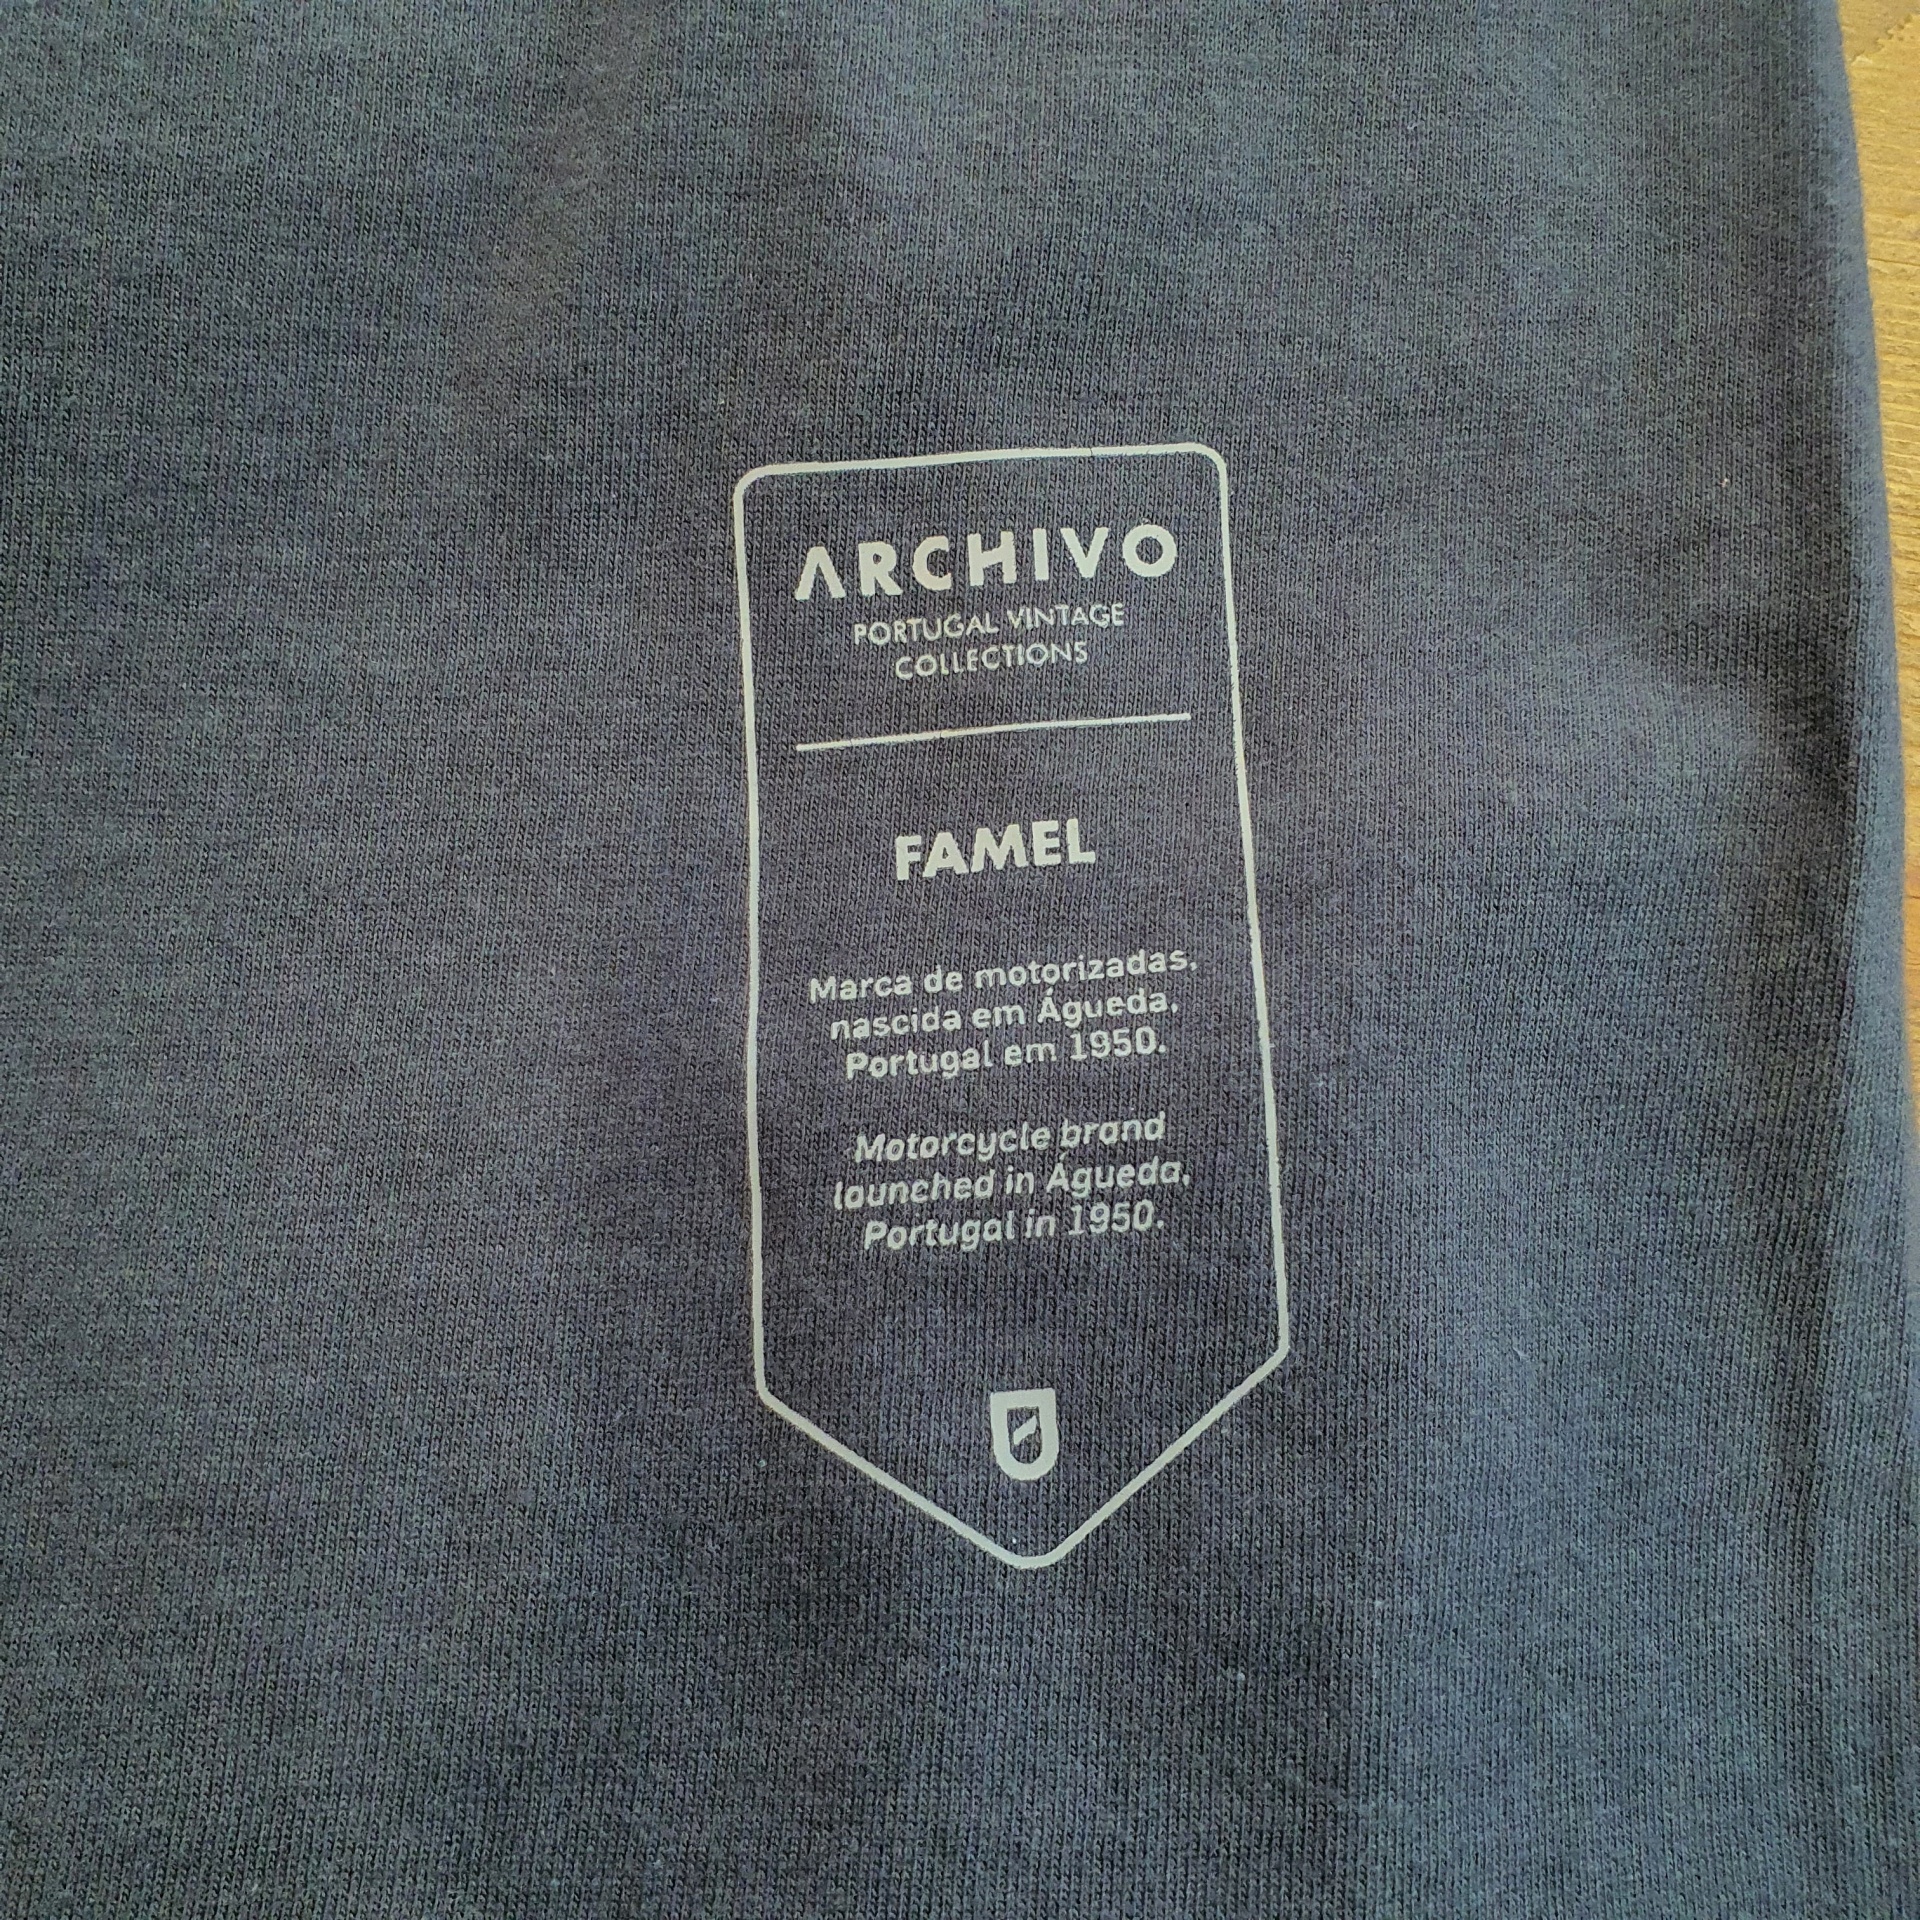 ARCHIVO
PORTUGAL VINTAGE
COLLECTIONS
FAMEL
Marca de motorizadas,
nascida em Águeda,
Portugal em 1950.
Motorcycle brand
launched in Águeda,
Portugal in 1950.